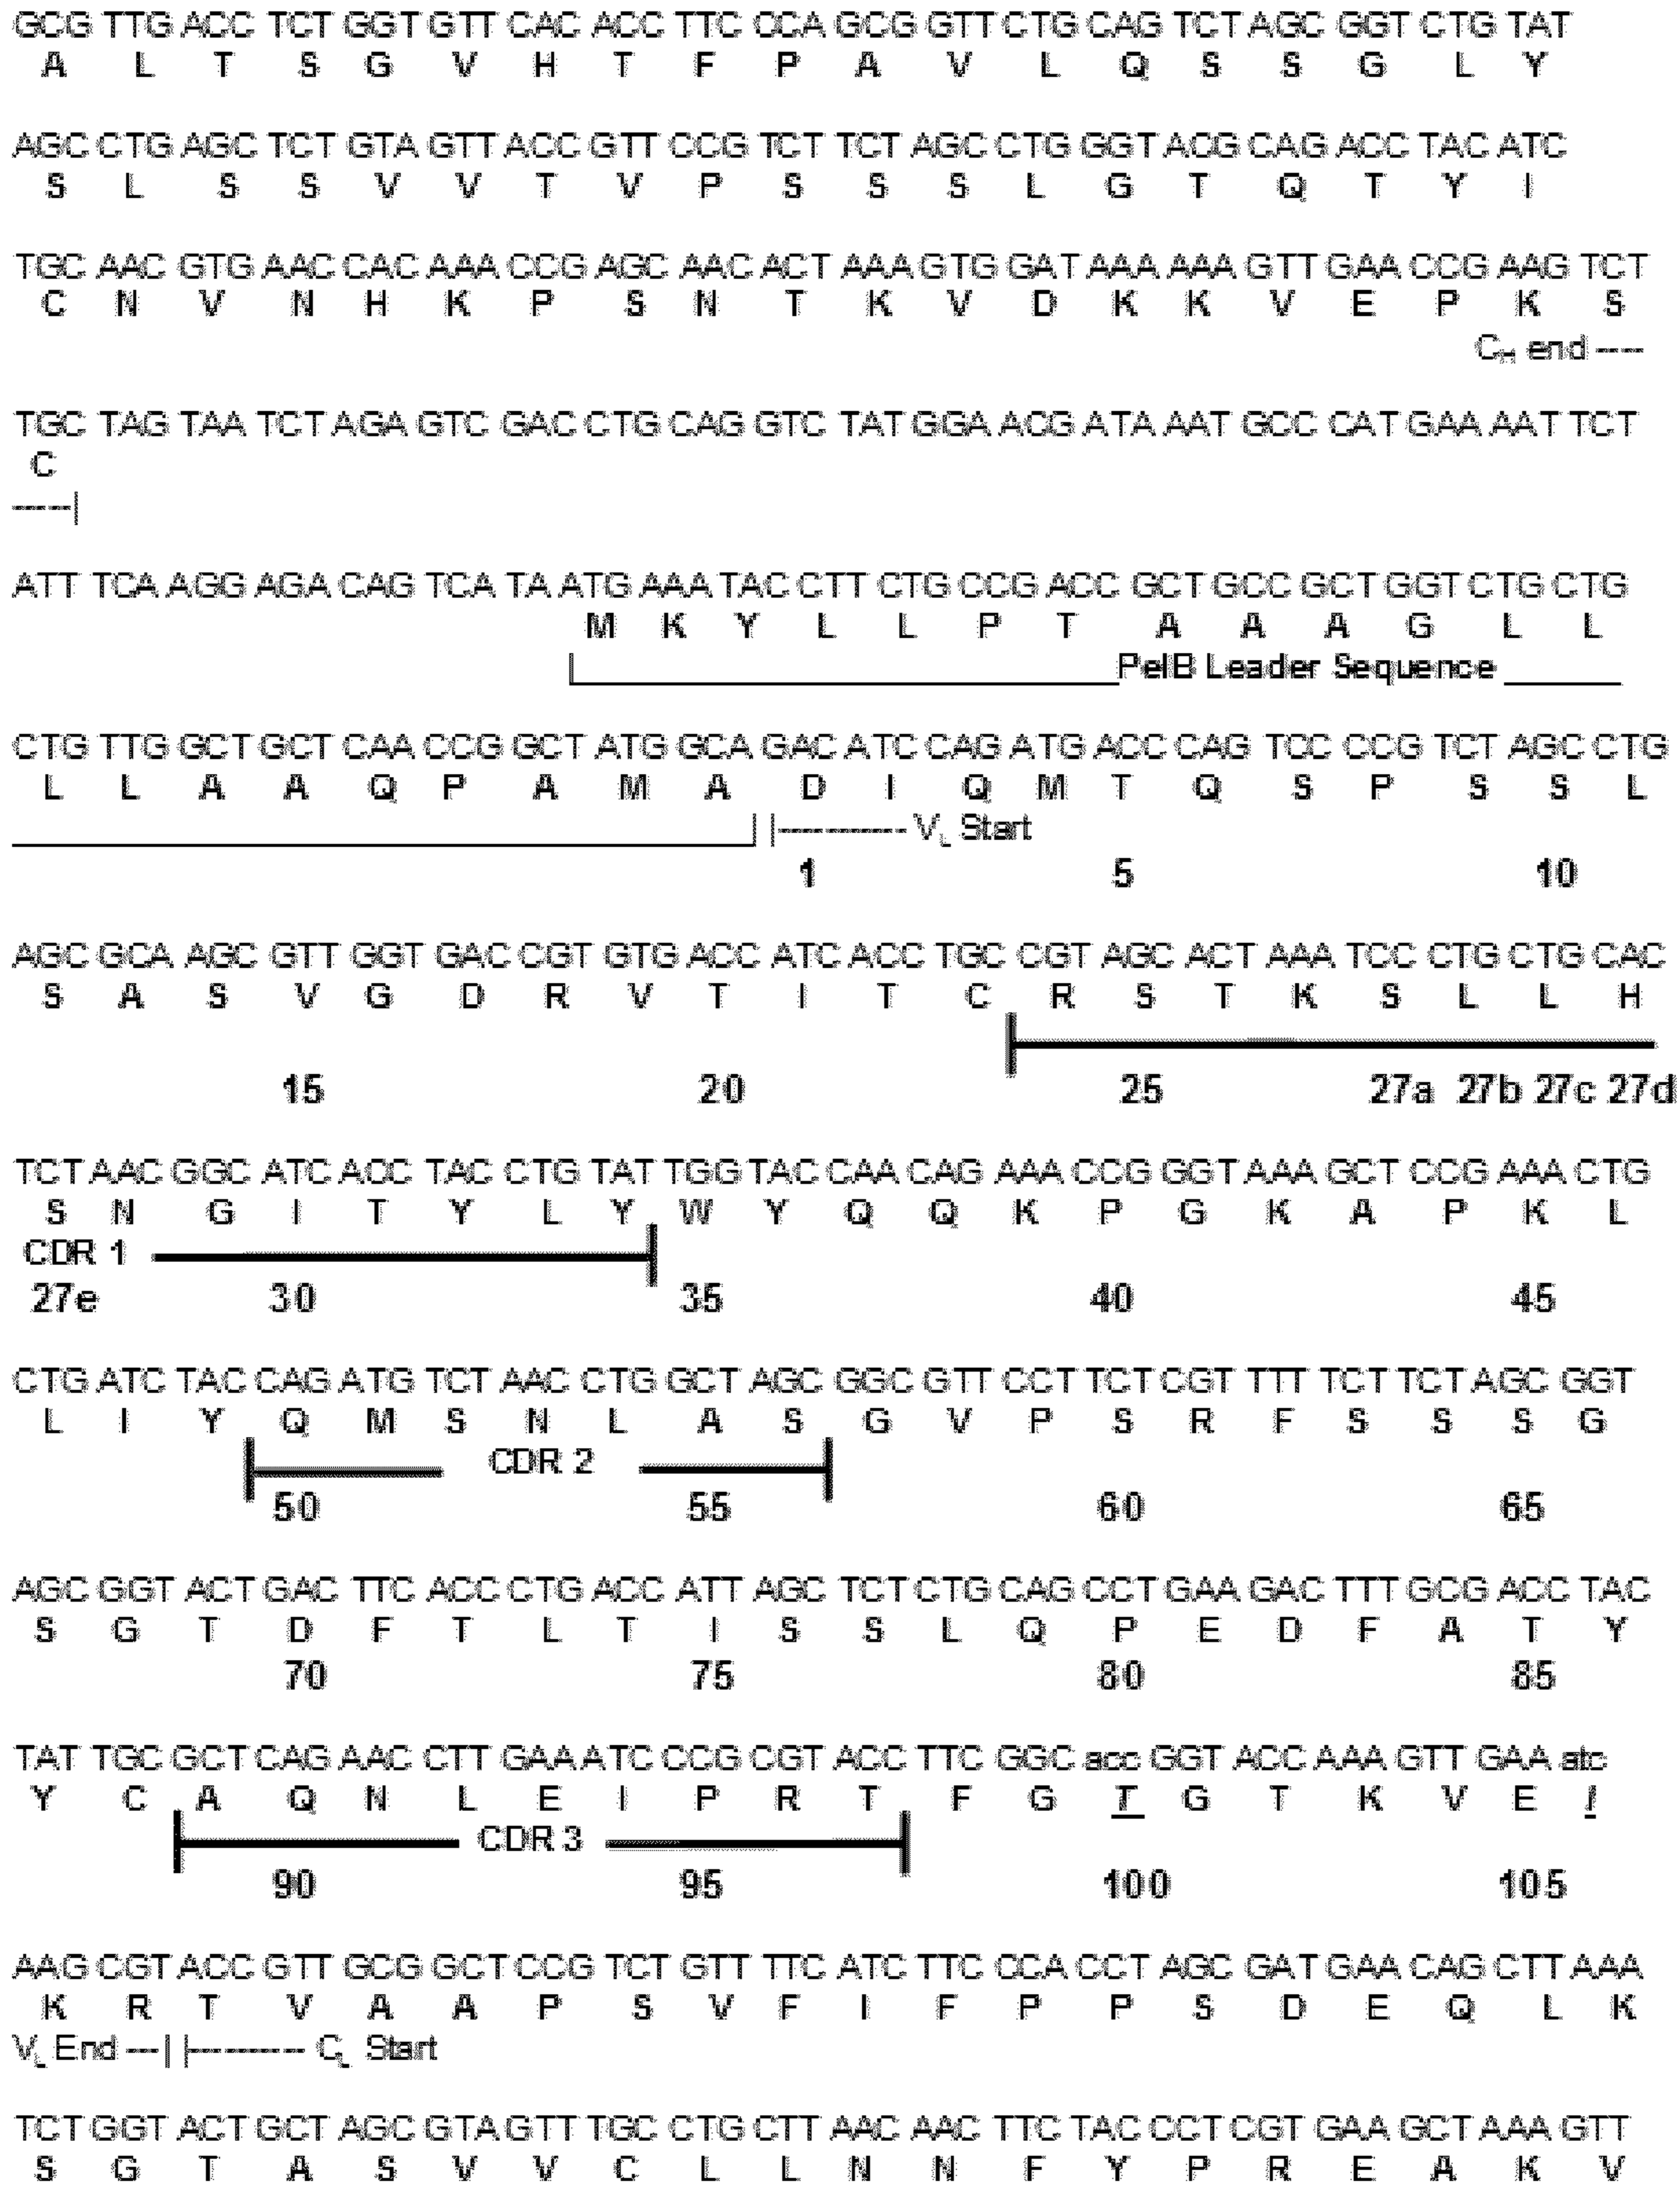 GCG TTG ACC TCT GGT GTT CAC ACC TTC CCA GCG GTT CTG CAG TCT AGC GGT CTG TAT
A L T S G V H T F P A V L Q S S G L Y
AGC CTG AGC TCT GTA GTT ACC GTT CCG TCT TCT AGC CTG GGT ACG CAG ACC TAC ATC
S L S S V V T V P S S S L G T Q T Y I
TGC AAC GTG AAC CAC AAA CCG AGC AAC ACT AAA GTG GAT AAA AAA GTT GAA CCG AAG TCT
C N V N H K P S N T K V D K K V E P K S
CH end ----
TGC TAG TAA TCT AGA GTC GAC CTG CAG GTC TAT GGA ACG ATA AAT GCC CAT GAA AAT TCT
C
----|
ATT TCA AGG AGA CAG TCA TAA ATG AAA TAC CTT CTG CCG ACC GCT GCC GCT GGT CTG CTG
M K Y L L P T A A A G L L
PelB Leader Sequence
CTG TTG GCT GCT CAA CCG GCT ATG GCA GAC ATC CAG ATG ACC CAG TCC CCG TCT AGC CTG
L L A A Q P A M A D I Q M T Q S P S S L
|---------- VL Start
1 5 10
AGC GCA AGC GTT GGT GAC CGT GTG ACC ATC ACC TGC CGT AGC ACT AAA TCC CTG CTG CAC
S A S V G D R V T I T C R S T K S L L H
15 20 25 27a 27b 27c 27d
TCT AAC GGC ATC ACC TAC CTG TAT TGG TAC CAA CAG AAA CCG GGT AAA GCT CCG AAA CTG
S N G I T Y L Y W Y Q Q K P G K A P K L
CDR 1
27e 30 35 40 45
CTG ATC TAC CAG ATG TCT AAC CTG GCT AGC GGC GTT CCT TCT CGT TTT TCT TCT AGC GGT
L I Y Q M S N L A S G V P S R F S S S G
CDR 2
50 55 60 65
AGC GGT ACT GAC TTC ACC CTG ACC ATT AGC TCT CTG CAG CCT GAA GAC TTT GCG ACC TAC
S G T D F T L T I S S L Q P E D F A T Y
70 75 80 85
TAT TGC GCT CAG AAC CTT GAA ATC CCG CGT ACC TTC GGC acc GGT ACC AAA GTT GAA atc
Y C A Q N L E I P R T F G T G T K V E I
CDR 3
90 95 100 105
AAG CGT ACC GTT GCG GCT CCG TCT GTT TTC ATC TTC CCA CCT AGC GAT GAA CAG CTT AAA
K R T V A A P S V F I F P P S D E Q L K
VL End ---| |--------- CL Start
TCT GGT ACT GCT AGC GTA GTT TGC CTG CTT AAC AAC TTC TAC CCT CGT GAA GCT AAA GTT
S G T A S V V C L L N N F Y P R E A K V